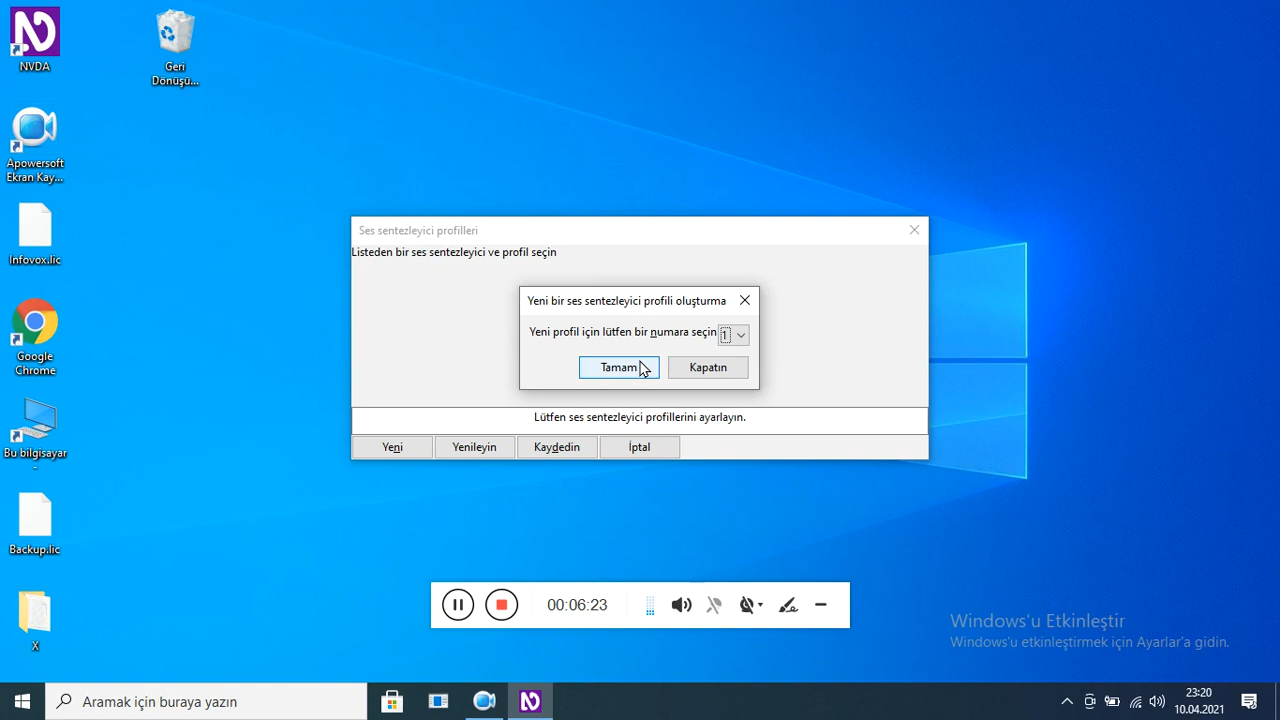 NVDA
Geri
Dönüşü...
Apowersoft
Ekran Kay...
Infovox.lic
Google
Chrome
Bu bilgisayar
-
Backup.lic
X
Ses sentezleyici profilleri
Listeden bir ses sentezleyici ve profil seçin
Yeni bir ses sentezleyici profili oluşturma
Yeni profil için lütfen bir numara seçin 1
Tamam
Kapatın
Lütfen ses sentezleyici profillerini ayarlayın.
Yeni
Yenileyin
Kaydedin
İptal
00:06:23
Windows'u Etkinleştir
Windows'u etkinleştirmek için Ayarlar'a gidin.
Aramak için buraya yazın
23:20
10.04.2021